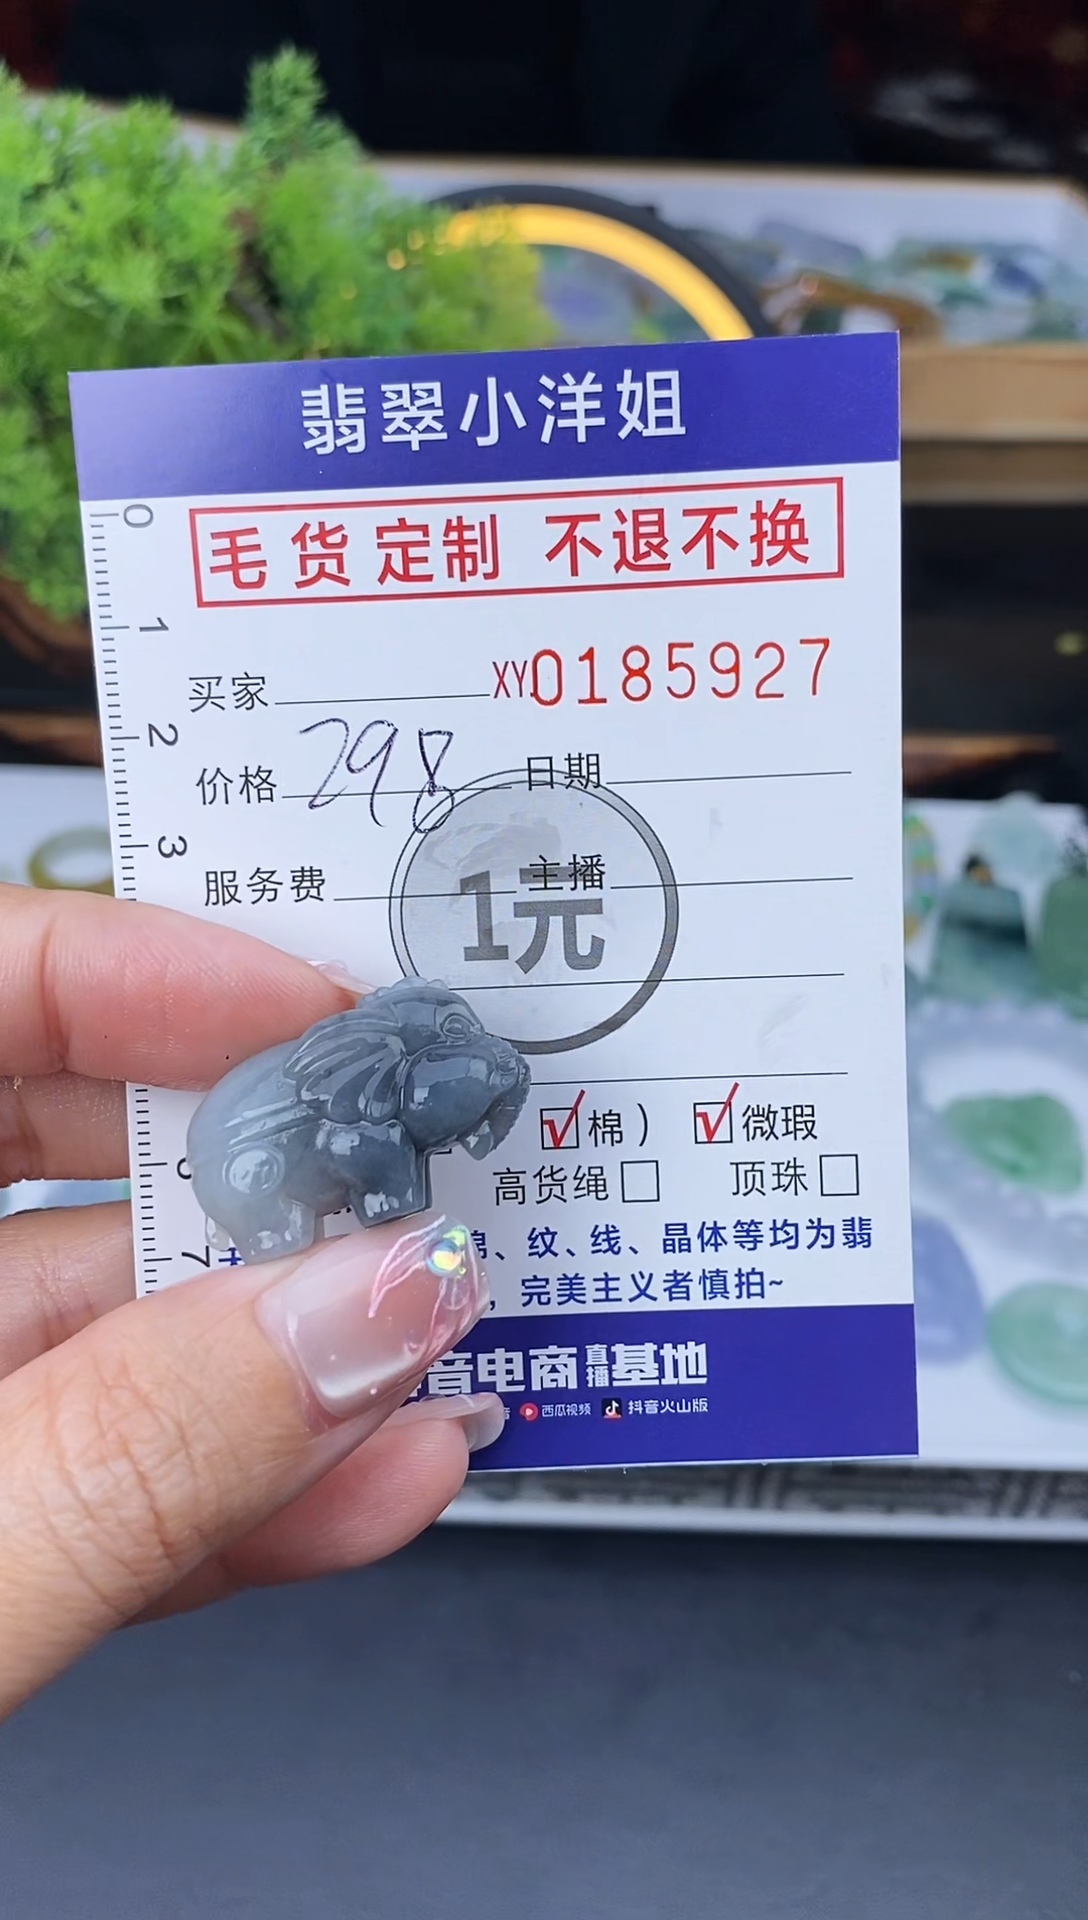 翡翠小洋姐
毛货定制 不退不换
买家 XY.0185927
价格 298 日期
服务费 主播
1元
棉） 微瑕
高货绳 顶珠
、纹、线、晶体等均为翡
，完美主义者慎拍~
音电商直播基地
西瓜视频 抖音火山版
0
1
2
3
7